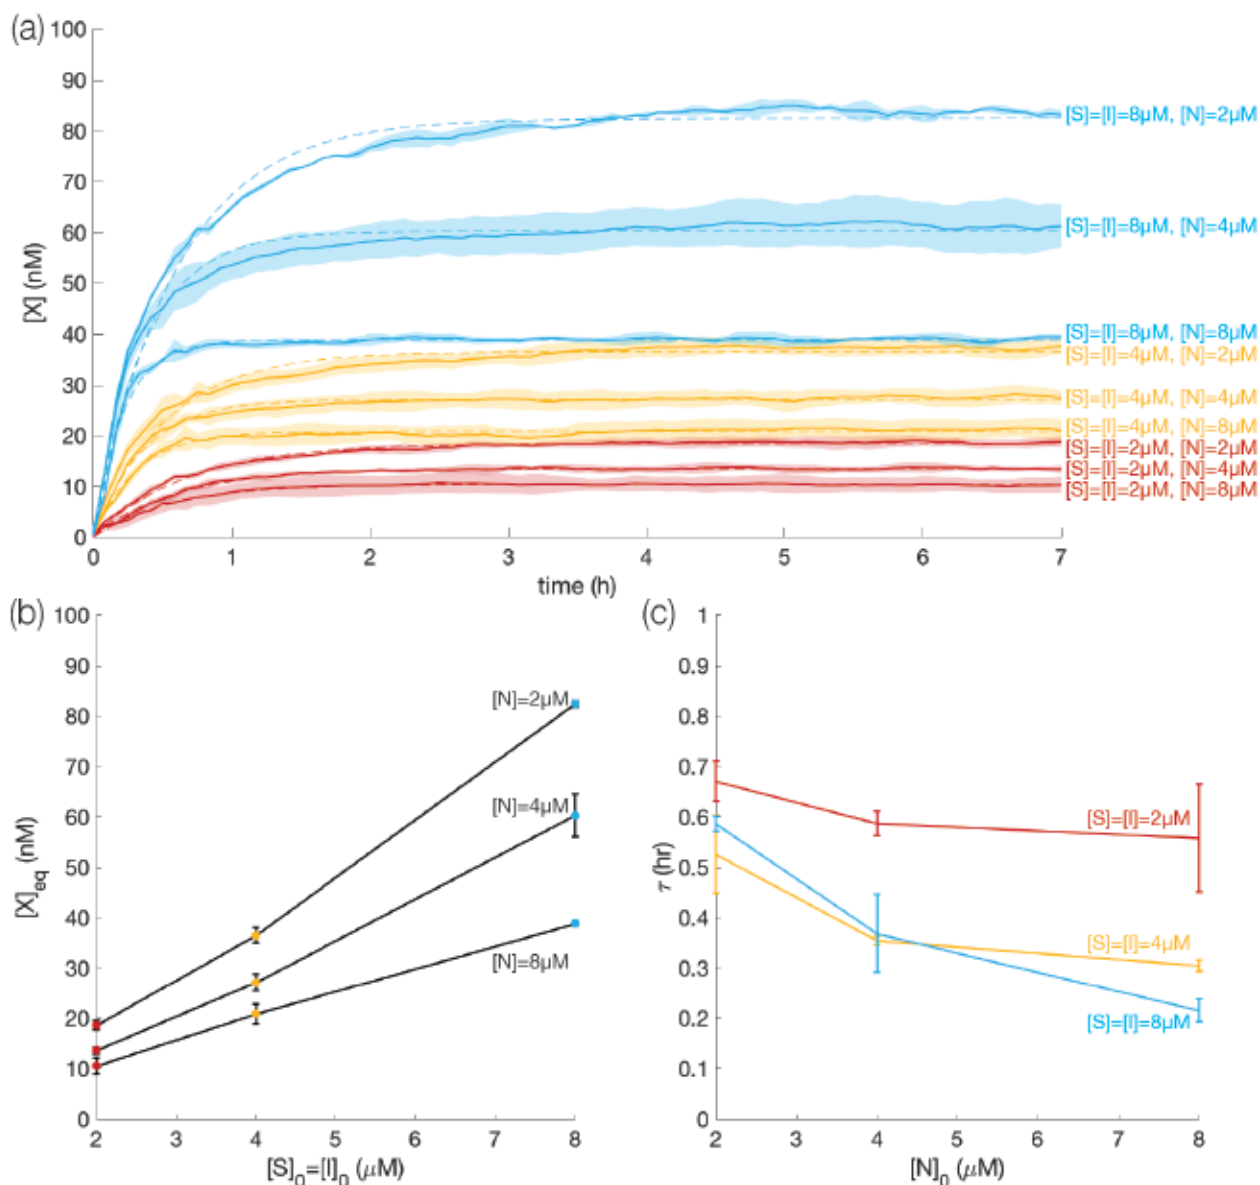 (a)
100
90
80
70
60
50
40
30
20
10
0
[X] (nM)
0 1 2 3 4 5 6 7
time (h)
[S]=[I]=8µM, [N]=2µM
[S]=[I]=8µM, [N]=4µM
[S]=[I]=8µM, [N]=8µM
[S]=[I]=4µM, [N]=2µM
[S]=[I]=4µM, [N]=4µM
[S]=[I]=4µM, [N]=8µM
[S]=[I]=2µM, [N]=2µM
[S]=[I]=2µM, [N]=4µM
[S]=[I]=2µM, [N]=8µM
(b)
100
90
80
70
60
50
40
30
20
10
0
[X]eq (nM)
[N]=2µM
[N]=4µM
[N]=8µM
2 3 4 5 6 7 8
[S]0=[I]0 (µM)
(c)
1
0.9
0.8
0.7
0.6
0.5
0.4
0.3
0.2
0.1
0
τ (hr)
[S]=[I]=2µM
[S]=[I]=4µM
[S]=[I]=8µM
2 3 4 5 6 7 8
[N]0 (µM)